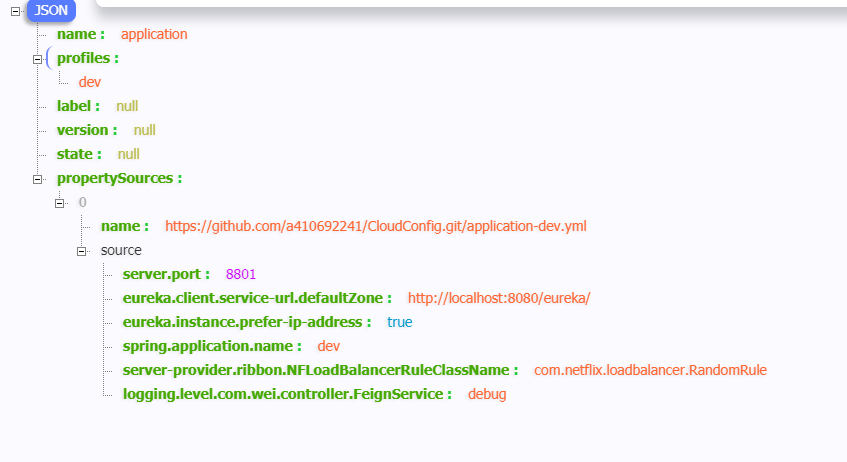 JSON
name : application
profiles :
dev
label : null
version : null
state : null
propertySources :
0
name : https://github.com/a410692241/CloudConfig.git/application-dev.yml
source
server.port : 8801
eureka.client.service-url.defaultZone : http://localhost:8080/eureka/
eureka.instance.prefer-ip-address : true
spring.application.name : dev
server-provider.ribbon.NFLoadBalancerRuleClassName : com.netflix.loadbalancer.RandomRule
logging.level.com.wei.controller.FeignService : debug